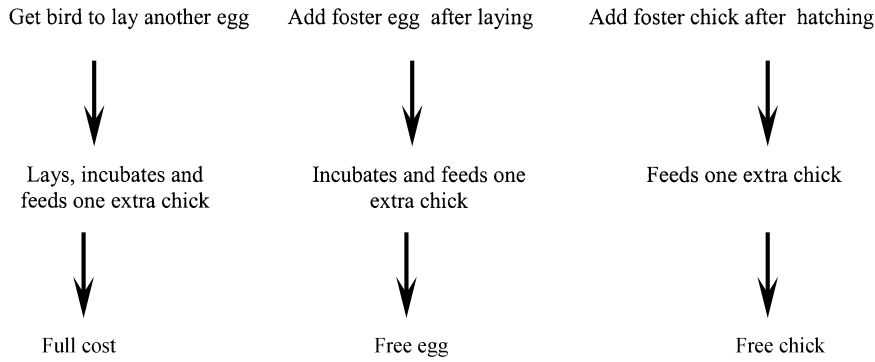 Get bird to lay another egg
Add foster egg after laying
Add foster chick after hatching
Lays, incubates and
feeds one extra chick
Incubates and feeds one
extra chick
Feeds one extra chick
Full cost
Free egg
Free chick